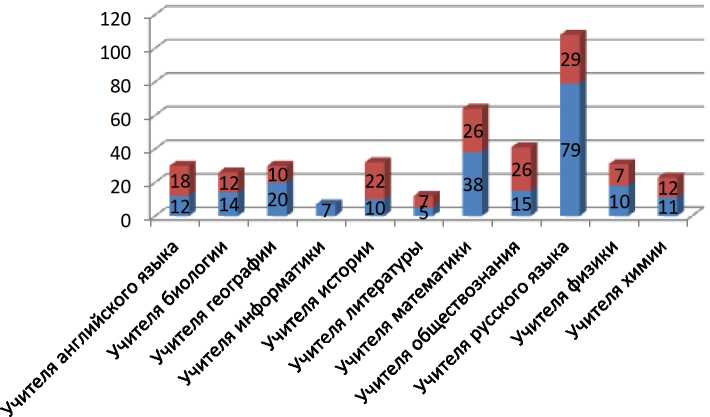 120
100
80
60
40
20
0
18
12
12
14
10
20
7
22
10
7
5
26
38
26
15
29
79
7
10
12
11
Учителя английского языка
Учителя биологии
Учителя географии
Учителя информатики
Учителя истории
Учителя литературы
Учителя математики
Учителя обществознания
Учителя русского языка
Учителя физики
Учителя химии